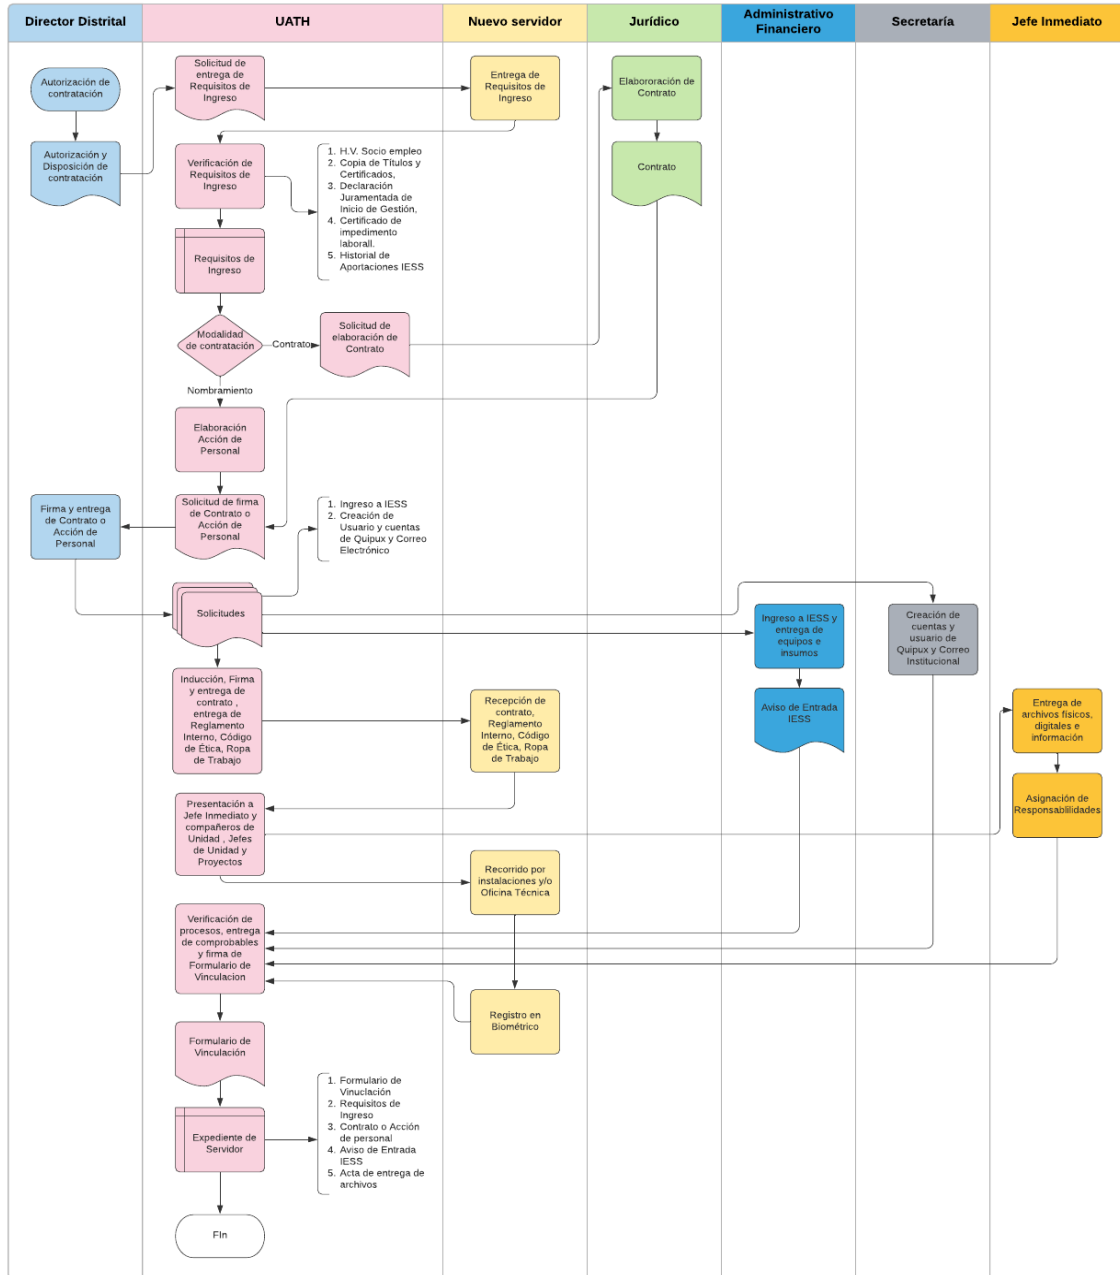 Director Distrital
UATH
Nuevo servidor
Jurídico
Administrativo
Financiero
Secretaría
Jefe Inmediato
Autorización de
contratación
Solicitud de
entrega de
Requisitos de
Ingreso
Entrega de
Requisitos de
Ingreso
Elabororación de
Contrato
Autorización y
Disposición de
contratación
Verificación de
Requisitos de
Ingreso
1. H.V. Socio empleo
2. Copia de Títulos y
Certificados,
3. Declaración
Juramentada de
Inicio de Gestión,
4. Certificado de
impedimento
laborall.
5. Historial de
Aportaciones IESS
Contrato
Requisitos de
Ingreso
Modalidad
de contratación
Contrato
Solicitud de
elaboración de
Contrato
Nombramiento
Elaboración
Acción de
Personal
Firma y entrega
de Contrato o
Acción de
Personal
Solicitud de firma
de Contrato o
Acción de
Personal
1. Ingreso a IESS
2. Creación de
Usuario y cuentas
de Quipux y Correo
Electrónico
Solicitudes
Ingreso a IESS y
entrega de
equipos e
insumos
Creación de
cuentas y
usuario de
Quipux y Correo
Institucional
Inducción, Firma
y entrega de
contrato ,
entrega de
Reglamento
Interno, Código
de Ética, Ropa
de Trabajo
Recepción de
contrato,
Reglamento
Interno, Código
de Ética, Ropa de
Trabajo
Aviso de Entrada
IESS
Entrega de
archivos físicos,
digitales e
información
Presentación a
Jefe Inmediato y
compañeros de
Unidad , Jefes
de Unidad y
Proyectos
Asignación de
Responsablilidades
Recorrido por
instalaciones y/o
Oficina Técnica
Verificación de
procesos, entrega
de comprobables
y firma de
Formulario de
Vinculacion
Registro en
Biométrico
Formulario de
Vinculación
1. Formulario de
Vinuclación
2. Requisitos de
Ingreso
3. Contrato o Acción
de personal
4. Aviso de Entrada
IESS
5. Acta de entrega de
archivos
Expediente de
Servidor
FIn